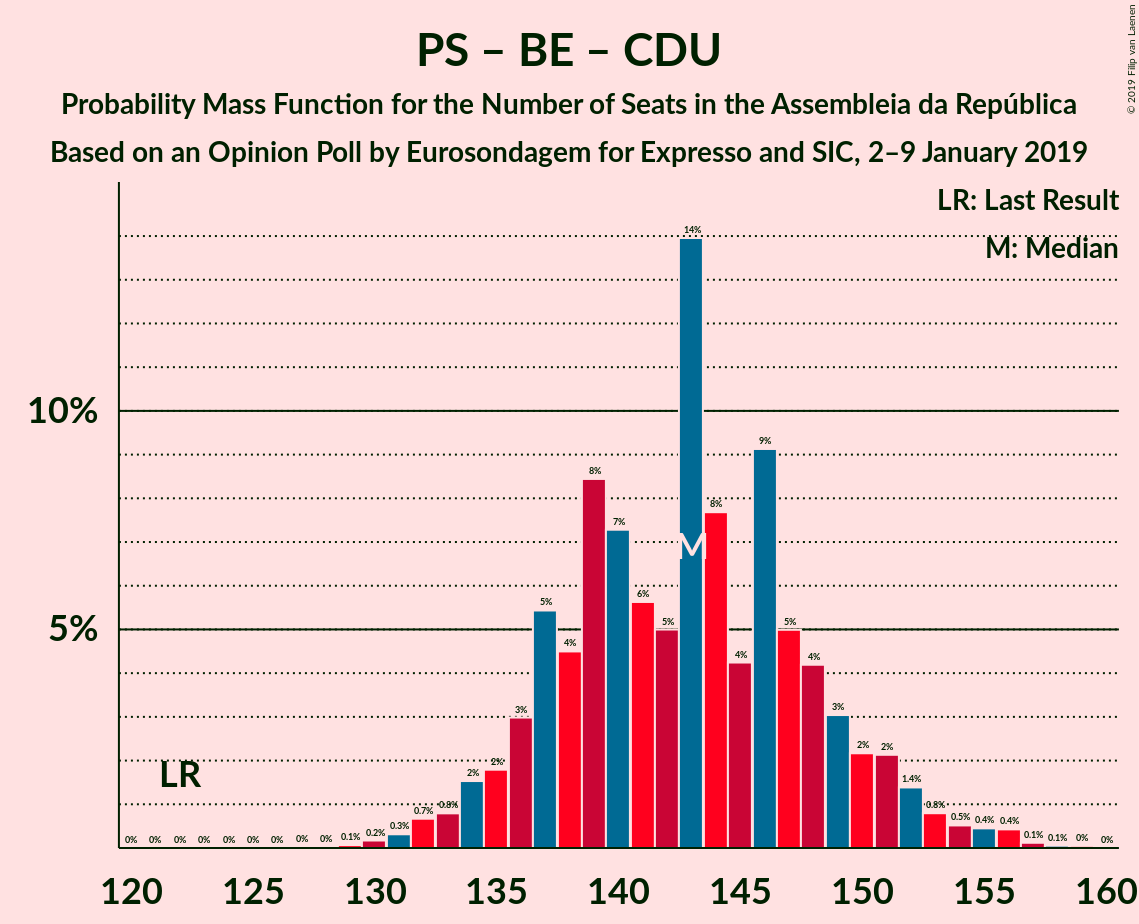 © 2019 Filip van Laenen
PS – BE – CDU
Probability Mass Function for the Number of Seats in the Assembleia da República
Based on an Opinion Poll by Eurosondagem for Expresso and SIC, 2–9 January 2019
LR: Last Result
M: Median
10%
5%
LR
M
0% 0% 0% 0% 0% 0% 0% 0% 0% 0.1% 0.2% 0.3% 0.7% 0.8% 2% 2% 3% 5% 4% 8% 7% 6% 5% 14% 8% 4% 9% 5% 4% 3% 2% 2% 1.4% 0.8% 0.5% 0.4% 0.4% 0.1% 0.1% 0% 0%
120 125 130 135 140 145 150 155 160